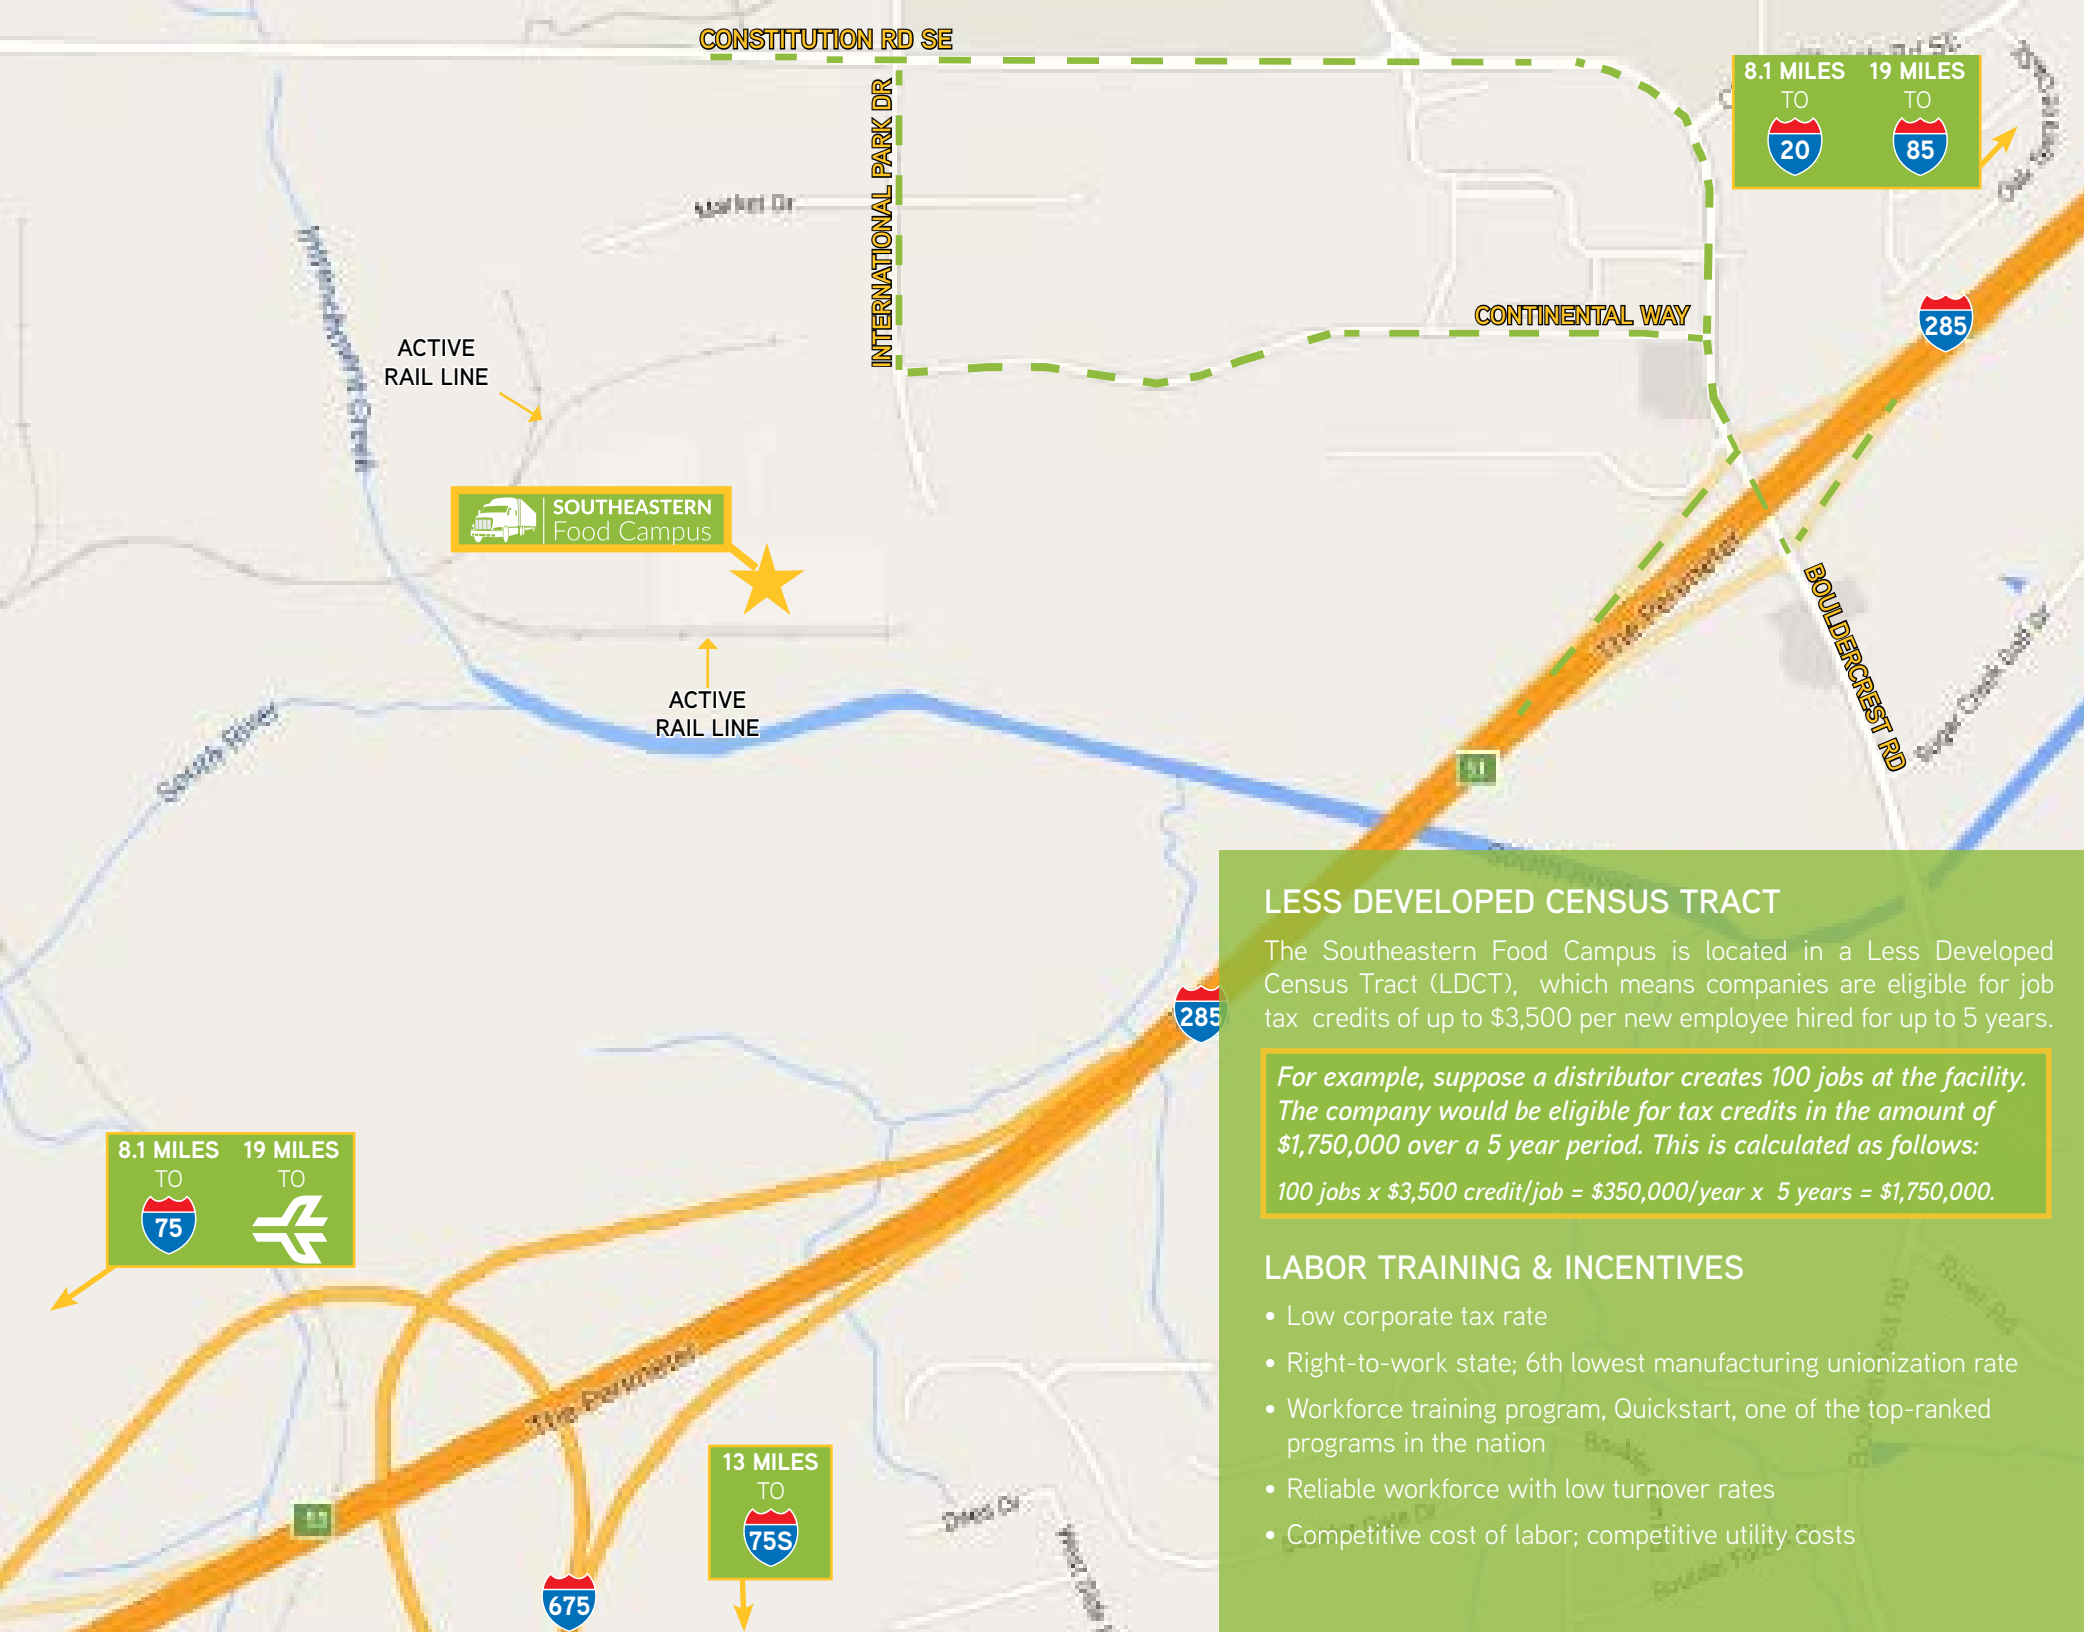 CONSTITUTION RD SE
INTERNATIONAL PARK DR
8.1 MILES 19 MILES
TO TO
20 85
Market Dr
Intrenchment Creek
CONTINENTAL WAY
285
ACTIVE
RAIL LINE
SOUTHEASTERN
Food Campus
The Perimeter
BOULDERCREST RD
Sugar Creek Golf Dr
ACTIVE
RAIL LINE
South River
51
285
LESS DEVELOPED CENSUS TRACT
The Southeastern Food Campus is located in a Less Developed
Census Tract (LDCT), which means companies are eligible for job
tax credits of up to $3,500 per new employee hired for up to 5 years.
For example, suppose a distributor creates 100 jobs at the facility.
The company would be eligible for tax credits in the amount of
$1,750,000 over a 5 year period. This is calculated as follows:
100 jobs x $3,500 credit/job = $350,000/year x 5 years = $1,750,000.
LABOR TRAINING & INCENTIVES
• Low corporate tax rate
• Right-to-work state; 6th lowest manufacturing unionization rate
• Workforce training program, Quickstart, one of the top-ranked
programs in the nation
• Reliable workforce with low turnover rates
• Competitive cost of labor; competitive utility costs
River Rd
8.1 MILES 19 MILES
TO TO
75
The Perimeter
13 MILES
TO
75S
675